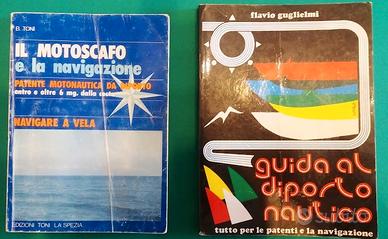 B. TONI
IL MOTOSCAFO
e la navigazione
PATENTE MOTONAUTICA DA DIPORTO
entro e oltre 6 mg. dalla costa
NAVIGARE A VELA
EDIZIONI TONI LA SPEZIA
flavio guglielmi
guida al
diporto
nautico
tutto per le patenti e la navigazione